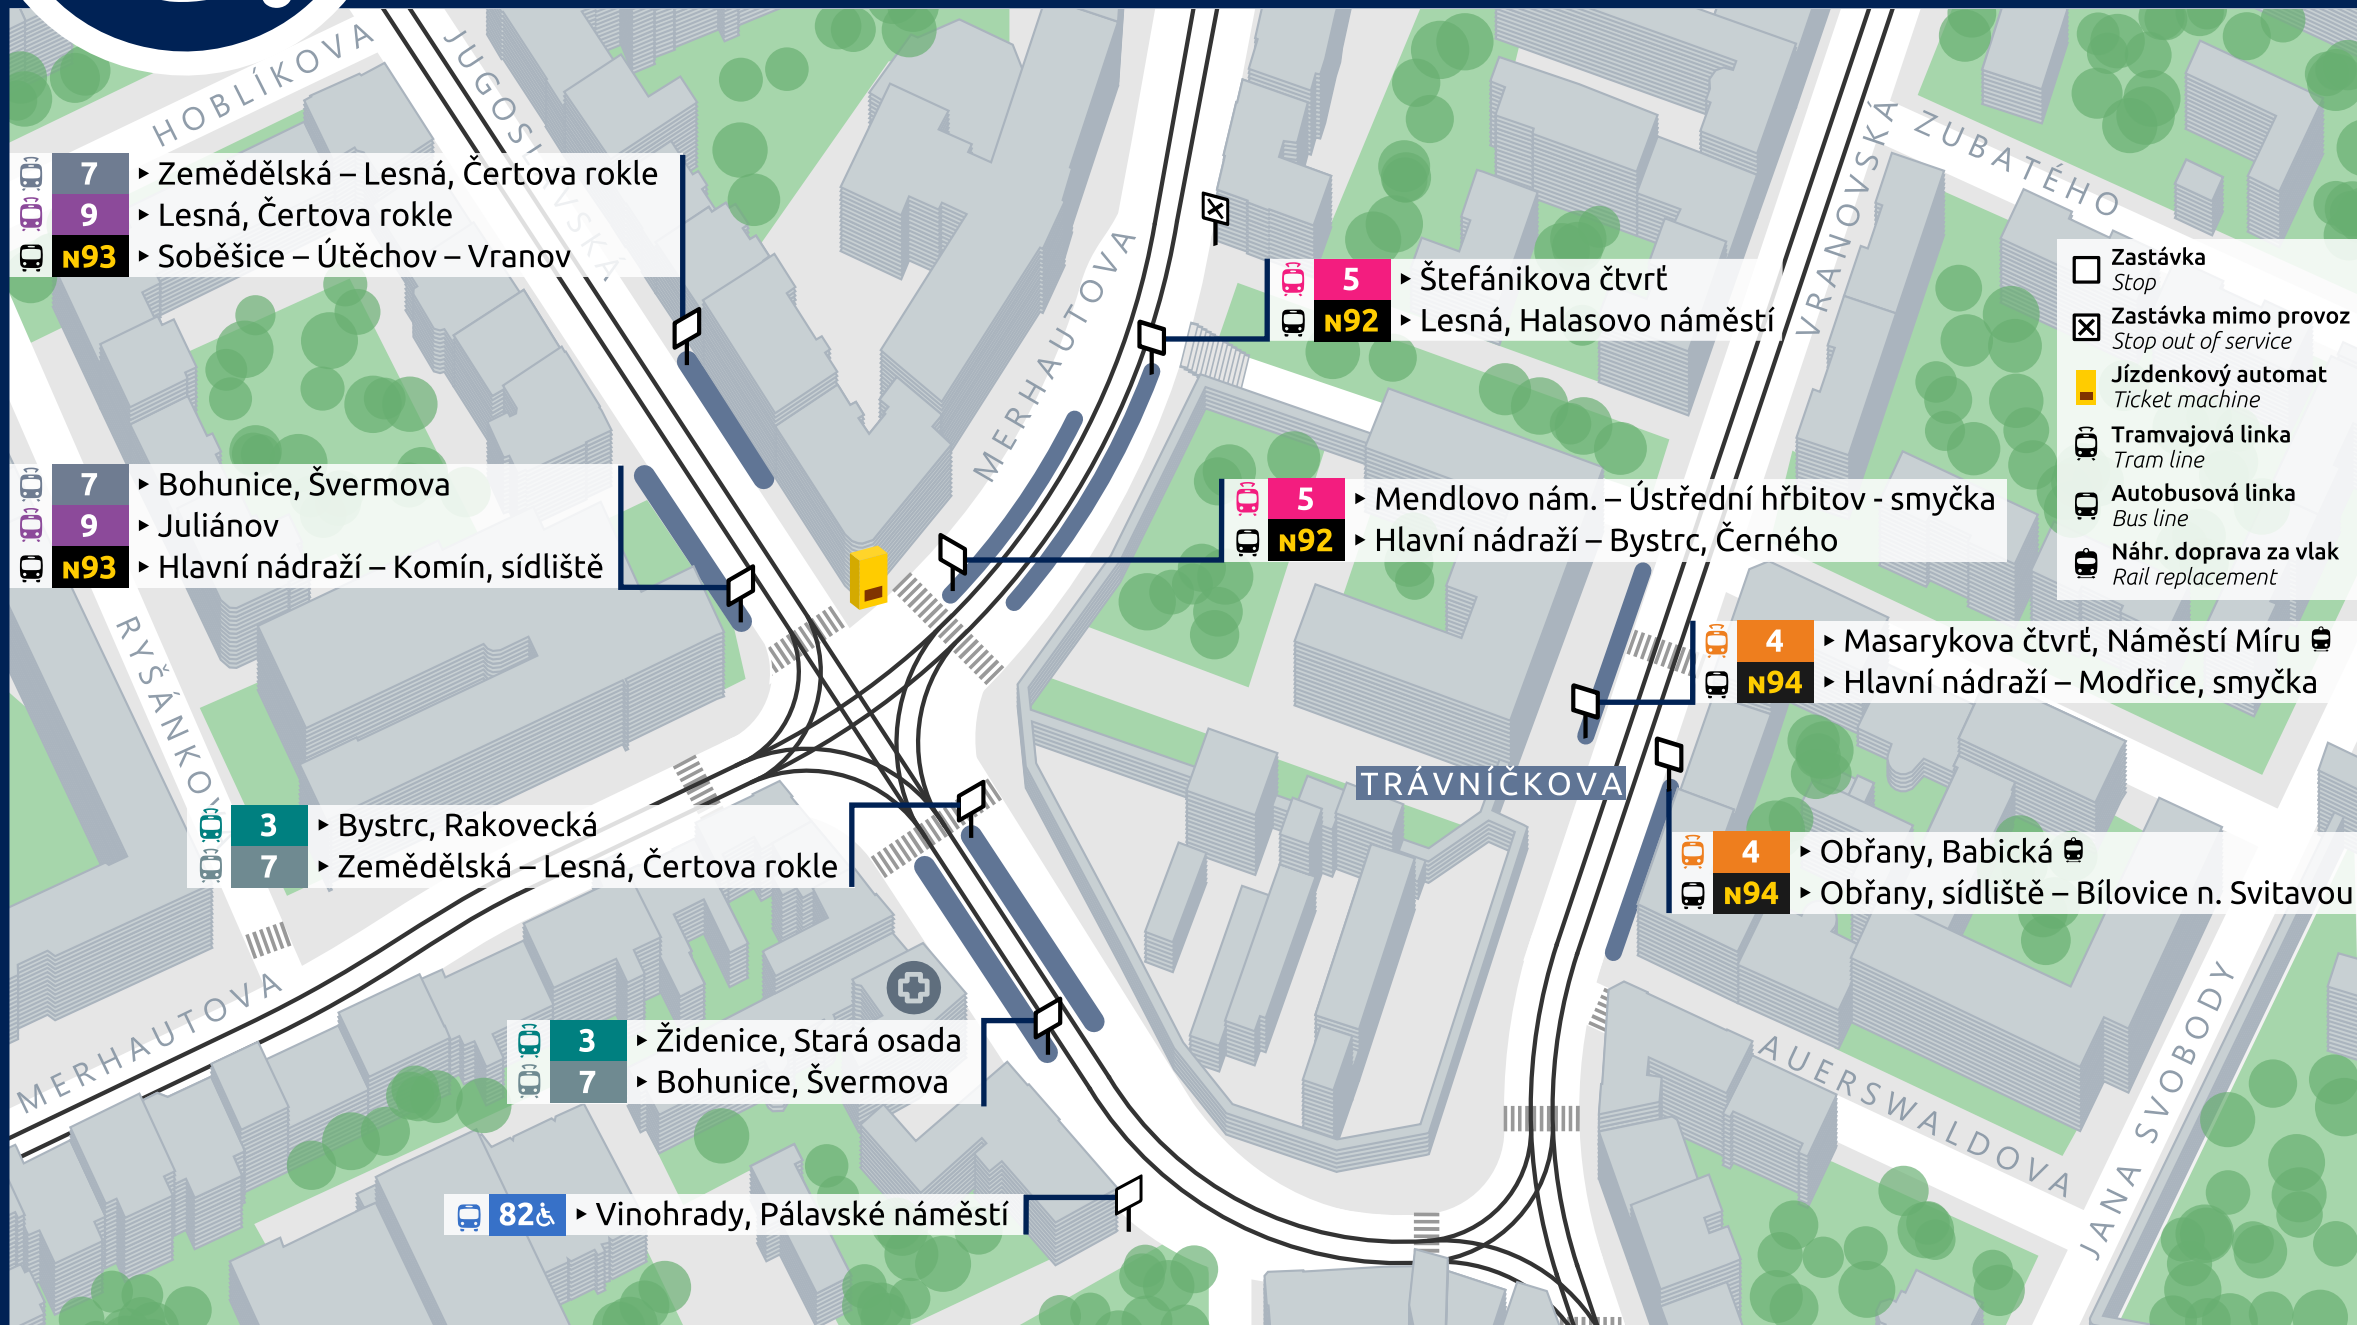 HOBLÍKOVA
JUGOSLAVSKÁ
7 ▸ Zemědělská – Lesná, Čertova rokle
9 ▸ Lesná, Čertova rokle
N93 ▸ Soběšice – Útěchov – Vranov
MERHAUTOVA
VRANOVSKÁ
ZUBATÉHO
5 ▸ Štefánikova čtvrť
N92 ▸ Lesná, Halasovo náměstí
Zastávka
Stop
Zastávka mimo provoz
Stop out of service
Jízdenkový automat
Ticket machine
Tramvajová linka
Tram line
Autobusová linka
Bus line
Náhr. doprava za vlak
Rail replacement
7 ▸ Bohunice, Švermova
9 ▸ Juliánov
N93 ▸ Hlavní nádraží – Komín, sídliště
5 ▸ Mendlovo nám. – Ústřední hřbitov - smyčka
N92 ▸ Hlavní nádraží – Bystrc, Černého
RYŠÁNKOV
4 ▸ Masarykova čtvrť, Náměstí Míru
N94 ▸ Hlavní nádraží – Modřice, smyčka
TRÁVNÍČKOVA
3 ▸ Bystrc, Rakovecká
7 ▸ Zemědělská – Lesná, Čertova rokle
4 ▸ Obřany, Babická
N94 ▸ Obřany, sídliště – Bílovice n. Svitavou
MERHAUTOVA
3 ▸ Židenice, Stará osada
7 ▸ Bohunice, Švermova
AUERSWALDOVA
JANA SVOBODY
82 ▸ Vinohrady, Pálavské náměstí